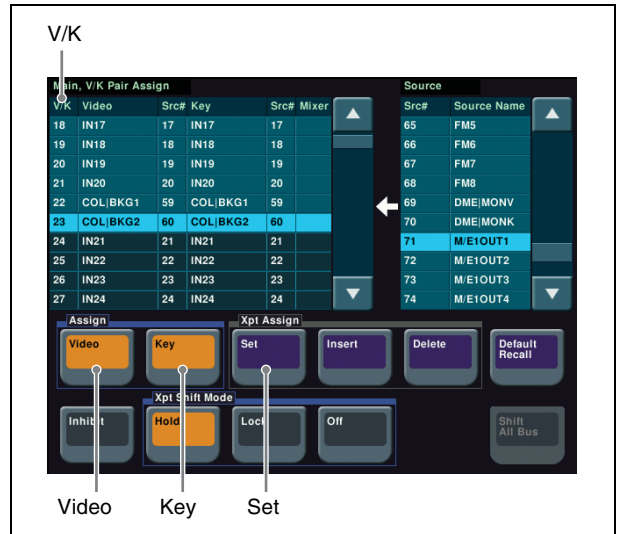 V/K
Main, V/K Pair Assign Source
V/K Video Src# Key Src# Mixer Src# Source Name
18 IN17 17 IN17 17 65 FM5
19 IN18 18 IN18 18 66 FM6
20 IN19 19 IN19 19 67 FM7
21 IN20 20 IN20 20 68 FM8
22 COL|BKG1 59 COL|BKG1 59 69 DME|MONV
23 COL|BKG2 60 COL|BKG2 60 70 DME|MONK
24 IN21 21 IN21 21 71 M/E1OUT1
25 IN22 22 IN22 22 72 M/E1OUT2
26 IN23 23 IN23 23 73 M/E1OUT3
27 IN24 24 IN24 24 74 M/E1OUT4
Assign Xpt Assign
Video Key Set Insert Delete Default
Recall
Xpt Shift Mode
Inhibit Hold Lock Off Shift
All Bus
Video Key Set